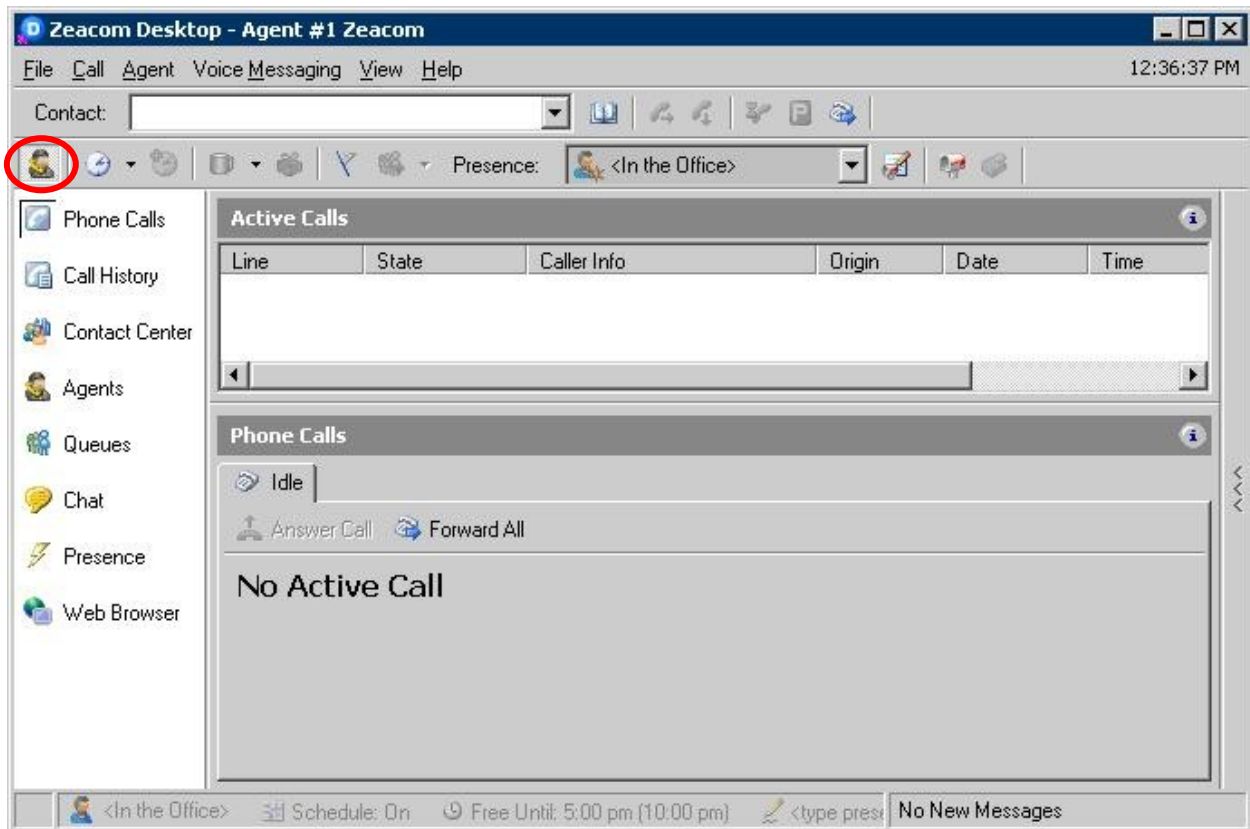 Zeacom Desktop - Agent #1 Zeacom
File Call Agent Voice Messaging View Help 12:36:37 PM
Contact:
Presence: <In the Office>
Phone Calls
Call History
Contact Center
Agents
Queues
Chat
Presence
Web Browser
Active Calls
Line State Caller Info Origin Date Time
Phone Calls
Idle
Answer Call Forward All
No Active Call
<In the Office> Schedule: On Free Until: 5:00 pm (10:00 pm) <type prese No New Messages